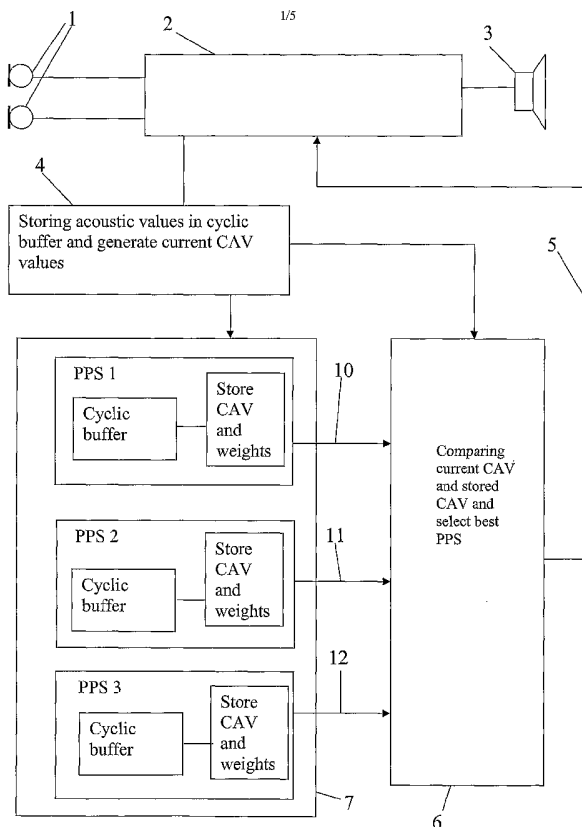 1
2
1/5
3
4
Storing acoustic values in cyclic
buffer and generate current CAV
values
5
PPS 1
Cyclic
buffer
Store
CAV
and
weights
10
PPS 2
Cyclic
buffer
Store
CAV
and
weights
11
PPS 3
Cyclic
buffer
Store
CAV
and
weights
12
Comparing
current CAV
and stored
CAV and
select best
PPS
7
6